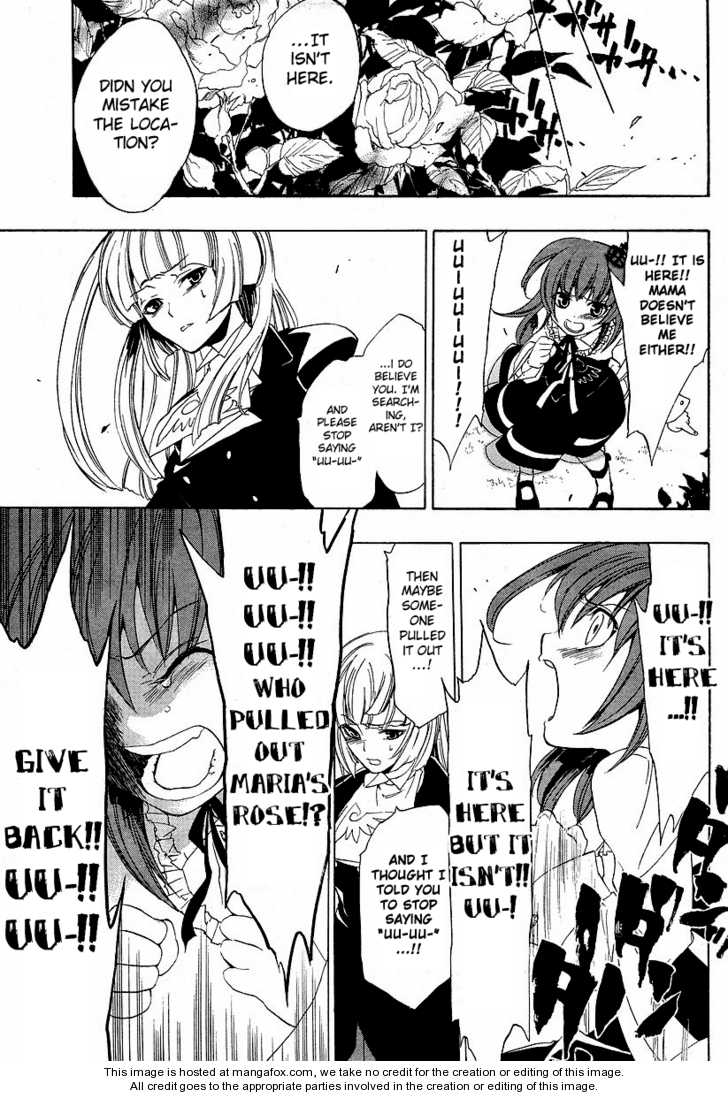 ...IT
ISN'T
HERE.
DIDN YOU
MISTAKE
THE LOCA-
TION?
UU-!! IT IS
HERE!!
MAMA
DOESN'T
BELIEVE
ME
EITHER!!
UUIUUIUUI!!!
...I DO
BELIEVE
YOU. I'M
SEARCH-
ING,
AREN'T I?
AND
PLEASE
STOP
SAYING
"UU-UU-"
UU-!!
IT'S
HERE
...!!
IT'S
HERE
BUT IT
ISN'T!!
UU-!
THEN
MAYBE
SOME-
ONE
PULLED
IT OUT
...!
AND I
THOUGHT I
TOLD YOU
TO STOP
SAYING
"UU-UU-"
...!!
UU-!!
UU-!!
UU-!!
WHO
PULLED
OUT
MARIA'S
ROSE!?
GIVE
IT
BACK!!
UU-!!
UU-!!
This image is hosted at mangafox.com, we take no credit for the creation or editing of this image.
All credit goes to the appropriate parties involved in the creation or editing of this image.